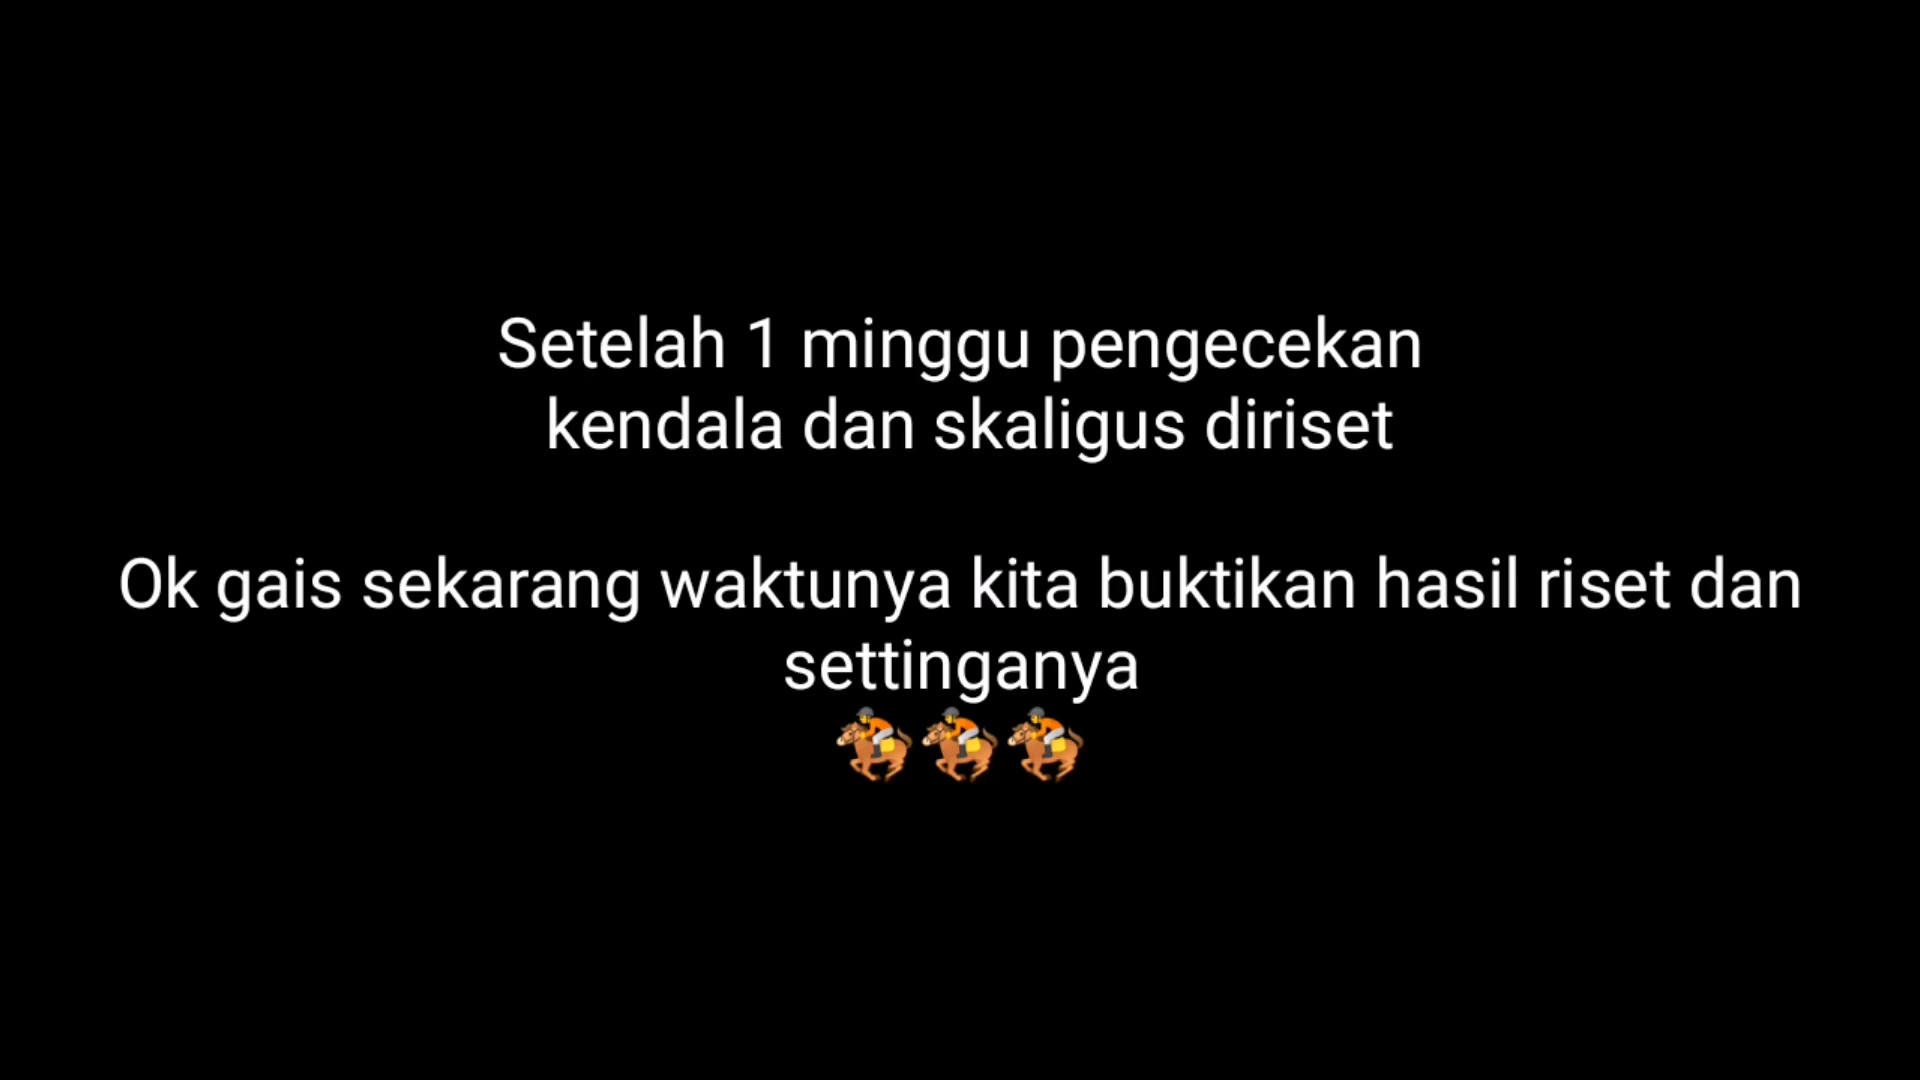 Setelah 1 minggu pengecekan
kendala dan skaligus diriset
Ok gais sekarang waktunya kita buktikan hasil riset dan
settinganya
🏇🏇🏇